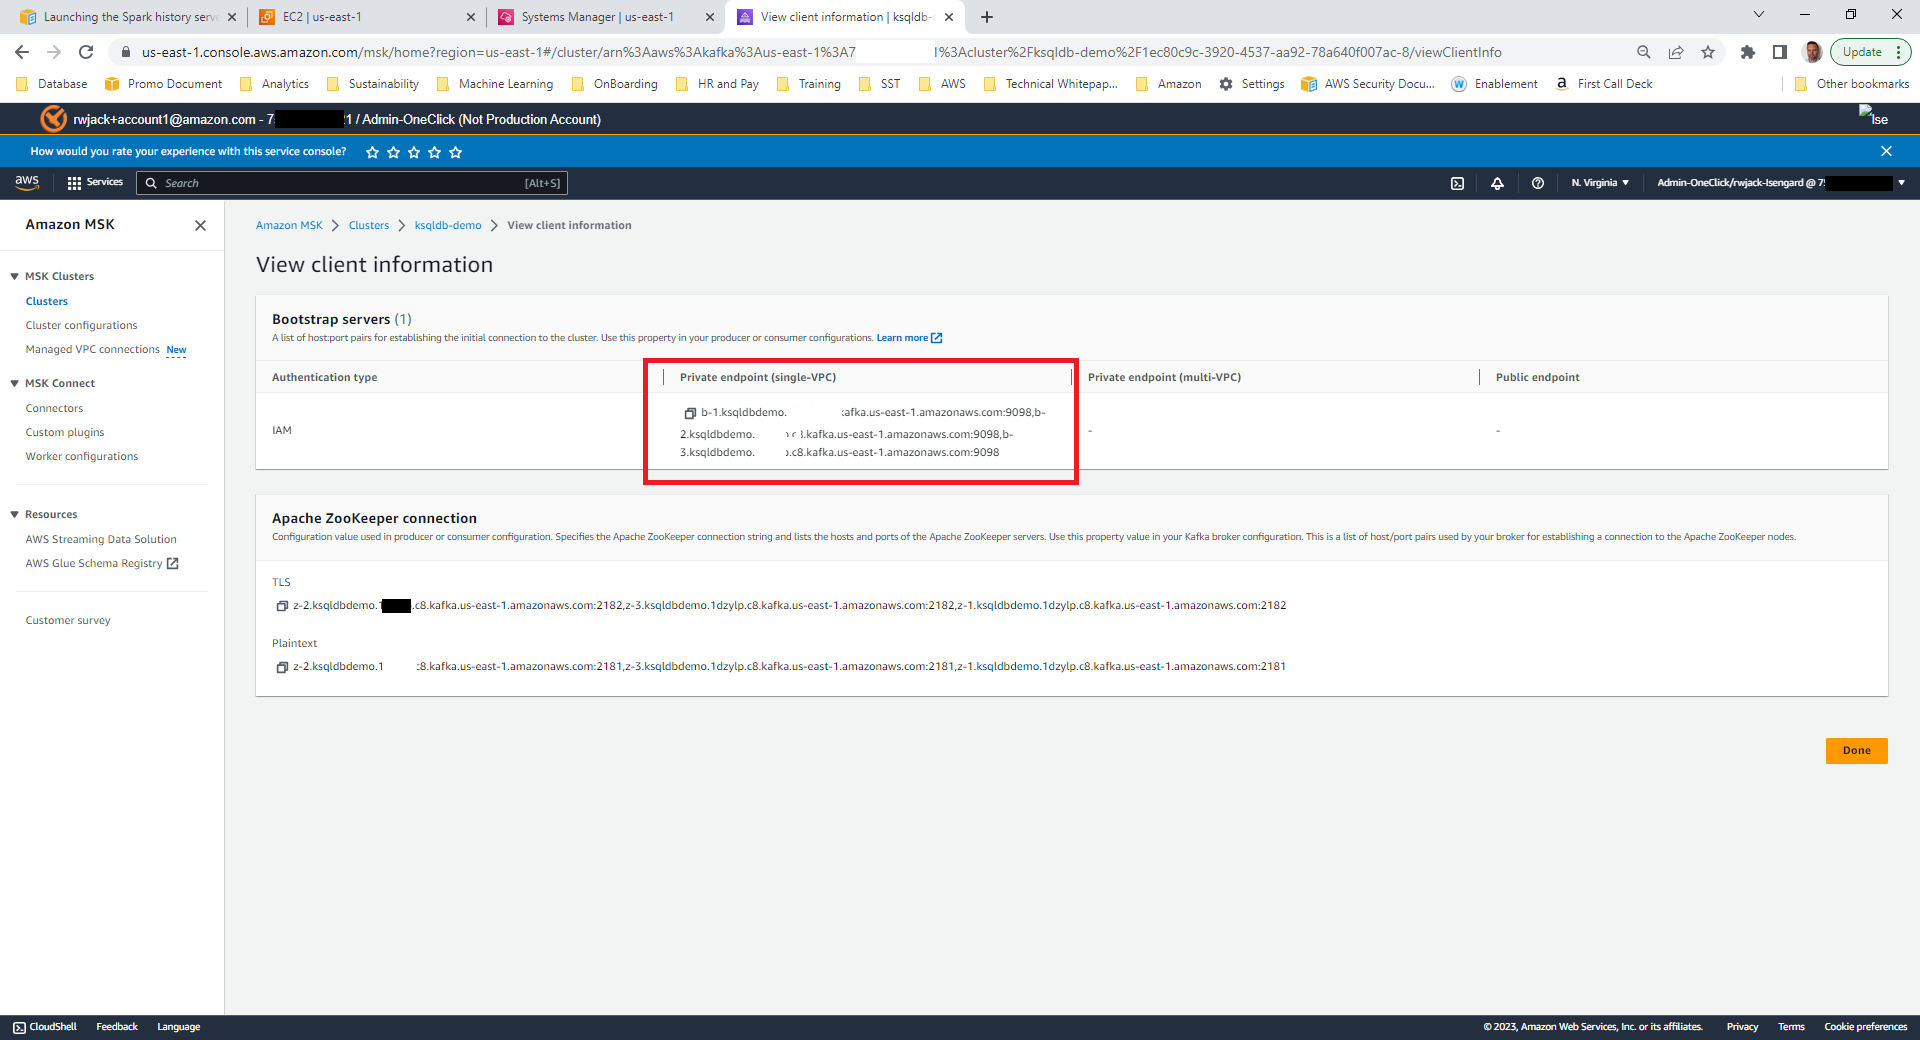 Launching the Spark history serve
EC2 | us-east-1
Systems Manager | us-east-1
View client information | ksqldb-d
us-east-1.console.aws.amazon.com/msk/home?region=us-east-1#/cluster/arn%3Aaws%3Akafka%3Aus-east-1%3A7 1%3Acluster%2Fksqldb-demo%2F1ec80c9c-3920-4537-aa92-78a640f007ac-8/viewClientInfo
Update
Database
Promo Document
Analytics
Sustainability
Machine Learning
OnBoarding
HR and Pay
Training
SST
AWS
Technical Whitepap...
Amazon
Settings
AWS Security Docu...
Enablement
First Call Deck
Other bookmarks
rwjack+account1@amazon.com - 7 1 / Admin-OneClick (Not Production Account)
Ise
How would you rate your experience with this service console?
aws
Services
Search
[Alt+S]
N. Virginia
Admin-OneClick/rwjack-Isengard @ 7
Amazon MSK
Amazon MSK
Clusters
ksqldb-demo
View client information
MSK Clusters
Clusters
Cluster configurations
Managed VPC connections New
MSK Connect
Connectors
Custom plugins
Worker configurations
Resources
AWS Streaming Data Solution
AWS Glue Schema Registry
Customer survey
View client information
Bootstrap servers (1)
A list of host:port pairs for establishing the initial connection to the cluster. Use this property in your producer or consumer configurations. Learn more
Authentication type
Private endpoint (single-VPC)
Private endpoint (multi-VPC)
Public endpoint
IAM
b-1.ksqldbdemo. kafka.us-east-1.amazonaws.com:9098,b-
2.ksqldbdemo. .kafka.us-east-1.amazonaws.com:9098,b-
3.ksqldbdemo. .c8.kafka.us-east-1.amazonaws.com:9098
-
-
Apache ZooKeeper connection
Configuration value used in producer or consumer configuration. Specifies the Apache ZooKeeper connection string and lists the hosts and ports of the Apache ZooKeeper servers. Use this property value in your Kafka broker configuration. This is a list of host/port pairs used by your broker for establishing a connection to the Apache ZooKeeper nodes.
TLS
z-2.ksqldbdemo.1 .c8.kafka.us-east-1.amazonaws.com:2182,z-3.ksqldbdemo.1dzylp.c8.kafka.us-east-1.amazonaws.com:2182,z-1.ksqldbdemo.1dzylp.c8.kafka.us-east-1.amazonaws.com:2182
Plaintext
z-2.ksqldbdemo.1 c8.kafka.us-east-1.amazonaws.com:2181,z-3.ksqldbdemo.1dzylp.c8.kafka.us-east-1.amazonaws.com:2181,z-1.ksqldbdemo.1dzylp.c8.kafka.us-east-1.amazonaws.com:2181
Done
CloudShell
Feedback
Language
© 2023, Amazon Web Services, Inc. or its affiliates.
Privacy
Terms
Cookie preferences